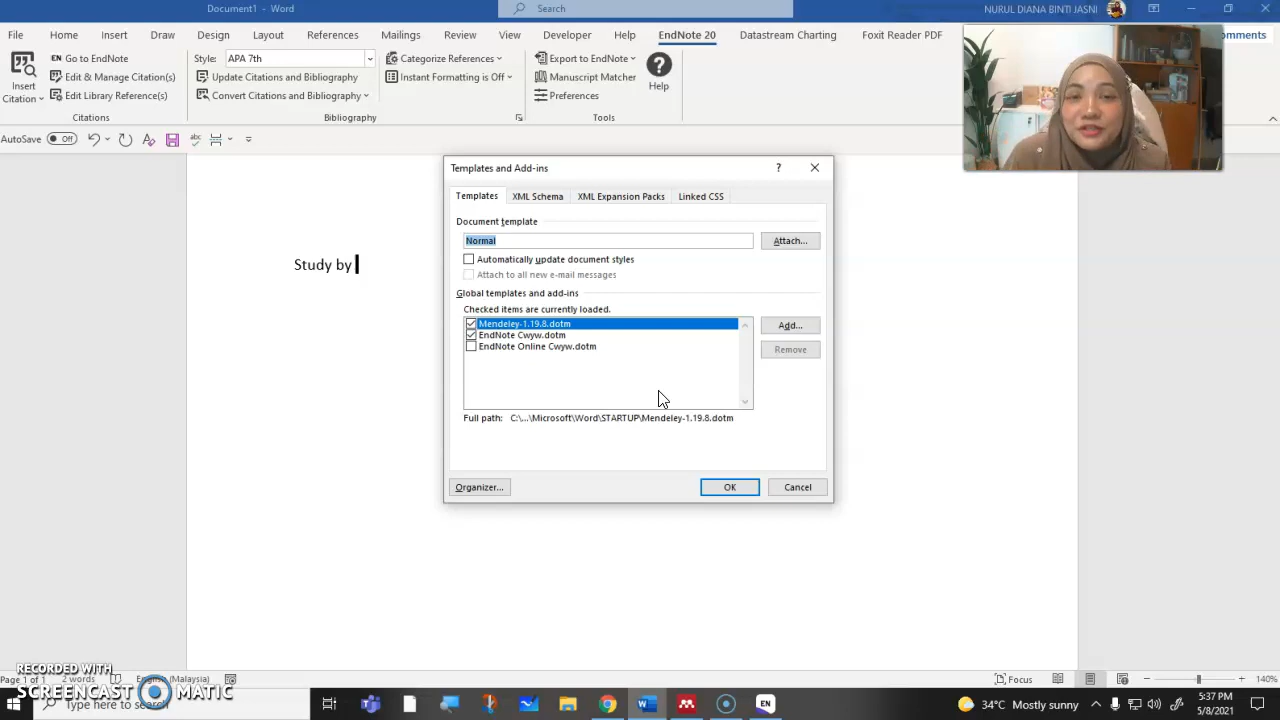 Document1 - Word
Search
NURUL DIANA BINTI JASNI
File Home Insert Draw Design Layout References Mailings Review View Developer Help EndNote 20 Datastream Charting Foxit Reader PDF
omments
Insert
Citation
EN Go to EndNote
Edit & Manage Citation(s)
Edit Library Reference(s)
Citations
Style: APA 7th
Update Citations and Bibliography
Convert Citations and Bibliography
Categorize References
Instant Formatting is Off
Bibliography
Export to EndNote
Manuscript Matcher
Preferences
Help
Tools
AutoSave Off
abc
Study by
Templates and Add-ins ?
Templates XML Schema XML Expansion Packs Linked CSS
Document template
Normal Attach...
Automatically update document styles
Attach to all new e-mail messages
Global templates and add-ins
Checked items are currently loaded.
Mendeley-1.19.8.dotm Add...
EndNote Cwyw.dotm
EndNote Online Cwyw.dotm Remove
Full path: C:\...\Microsoft\Word\STARTUP\Mendeley-1.19.8.dotm
Organizer... OK Cancel
RECORDED WITH
Page 1 of 1 2 words English (Malaysia) Focus 140%
SCREENCAST MATIC
Type here to search
EN
34°C Mostly sunny
5:37 PM
5/8/2021